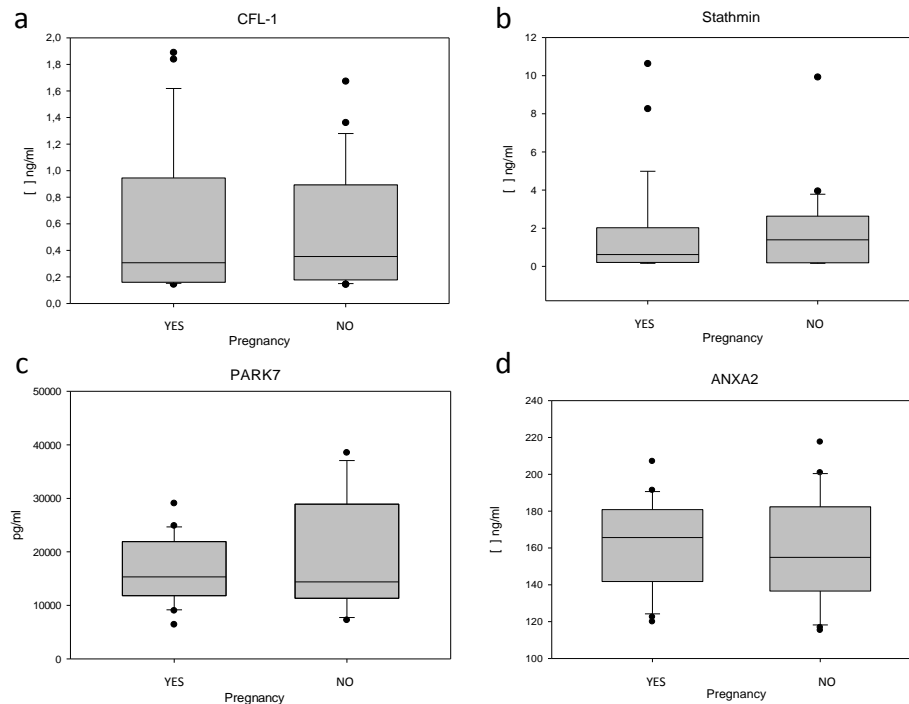 a
CFL-1
2,0
1,8
1,6
1,4
1,2
1,0
0,8
0,6
0,4
0,2
0,0
[ ] ng/ml
YES
NO
Pregnancy
b
Stathmin
12
10
8
6
4
2
0
[ ] ng/ml
YES
NO
Pregnancy
c
PARK7
50000
40000
30000
20000
10000
0
pg/ml
YES
NO
Pregnancy
d
ANXA2
240
220
200
180
160
140
120
100
[ ] ng/ml
YES
NO
Pregnancy